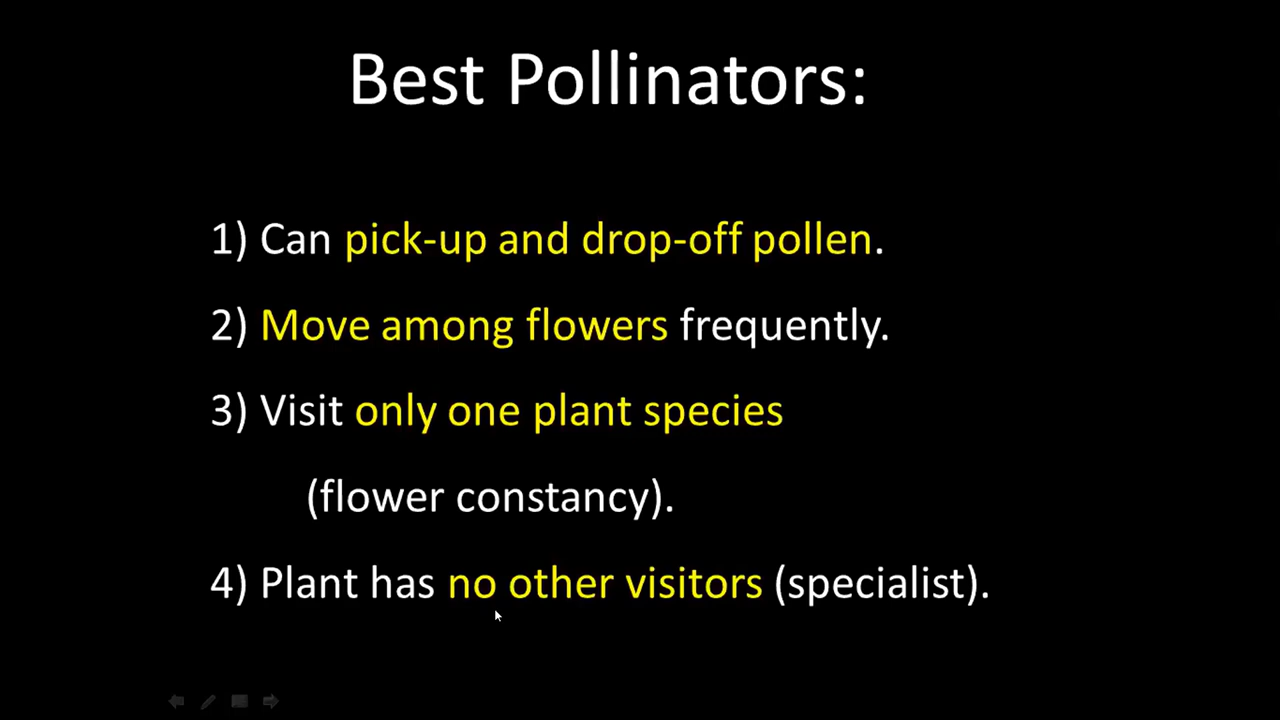 Best Pollinators:
1) Can pick-up and drop-off pollen.
2) Move among flowers frequently.
3) Visit only one plant species
(flower constancy).
4) Plant has no other visitors (specialist).